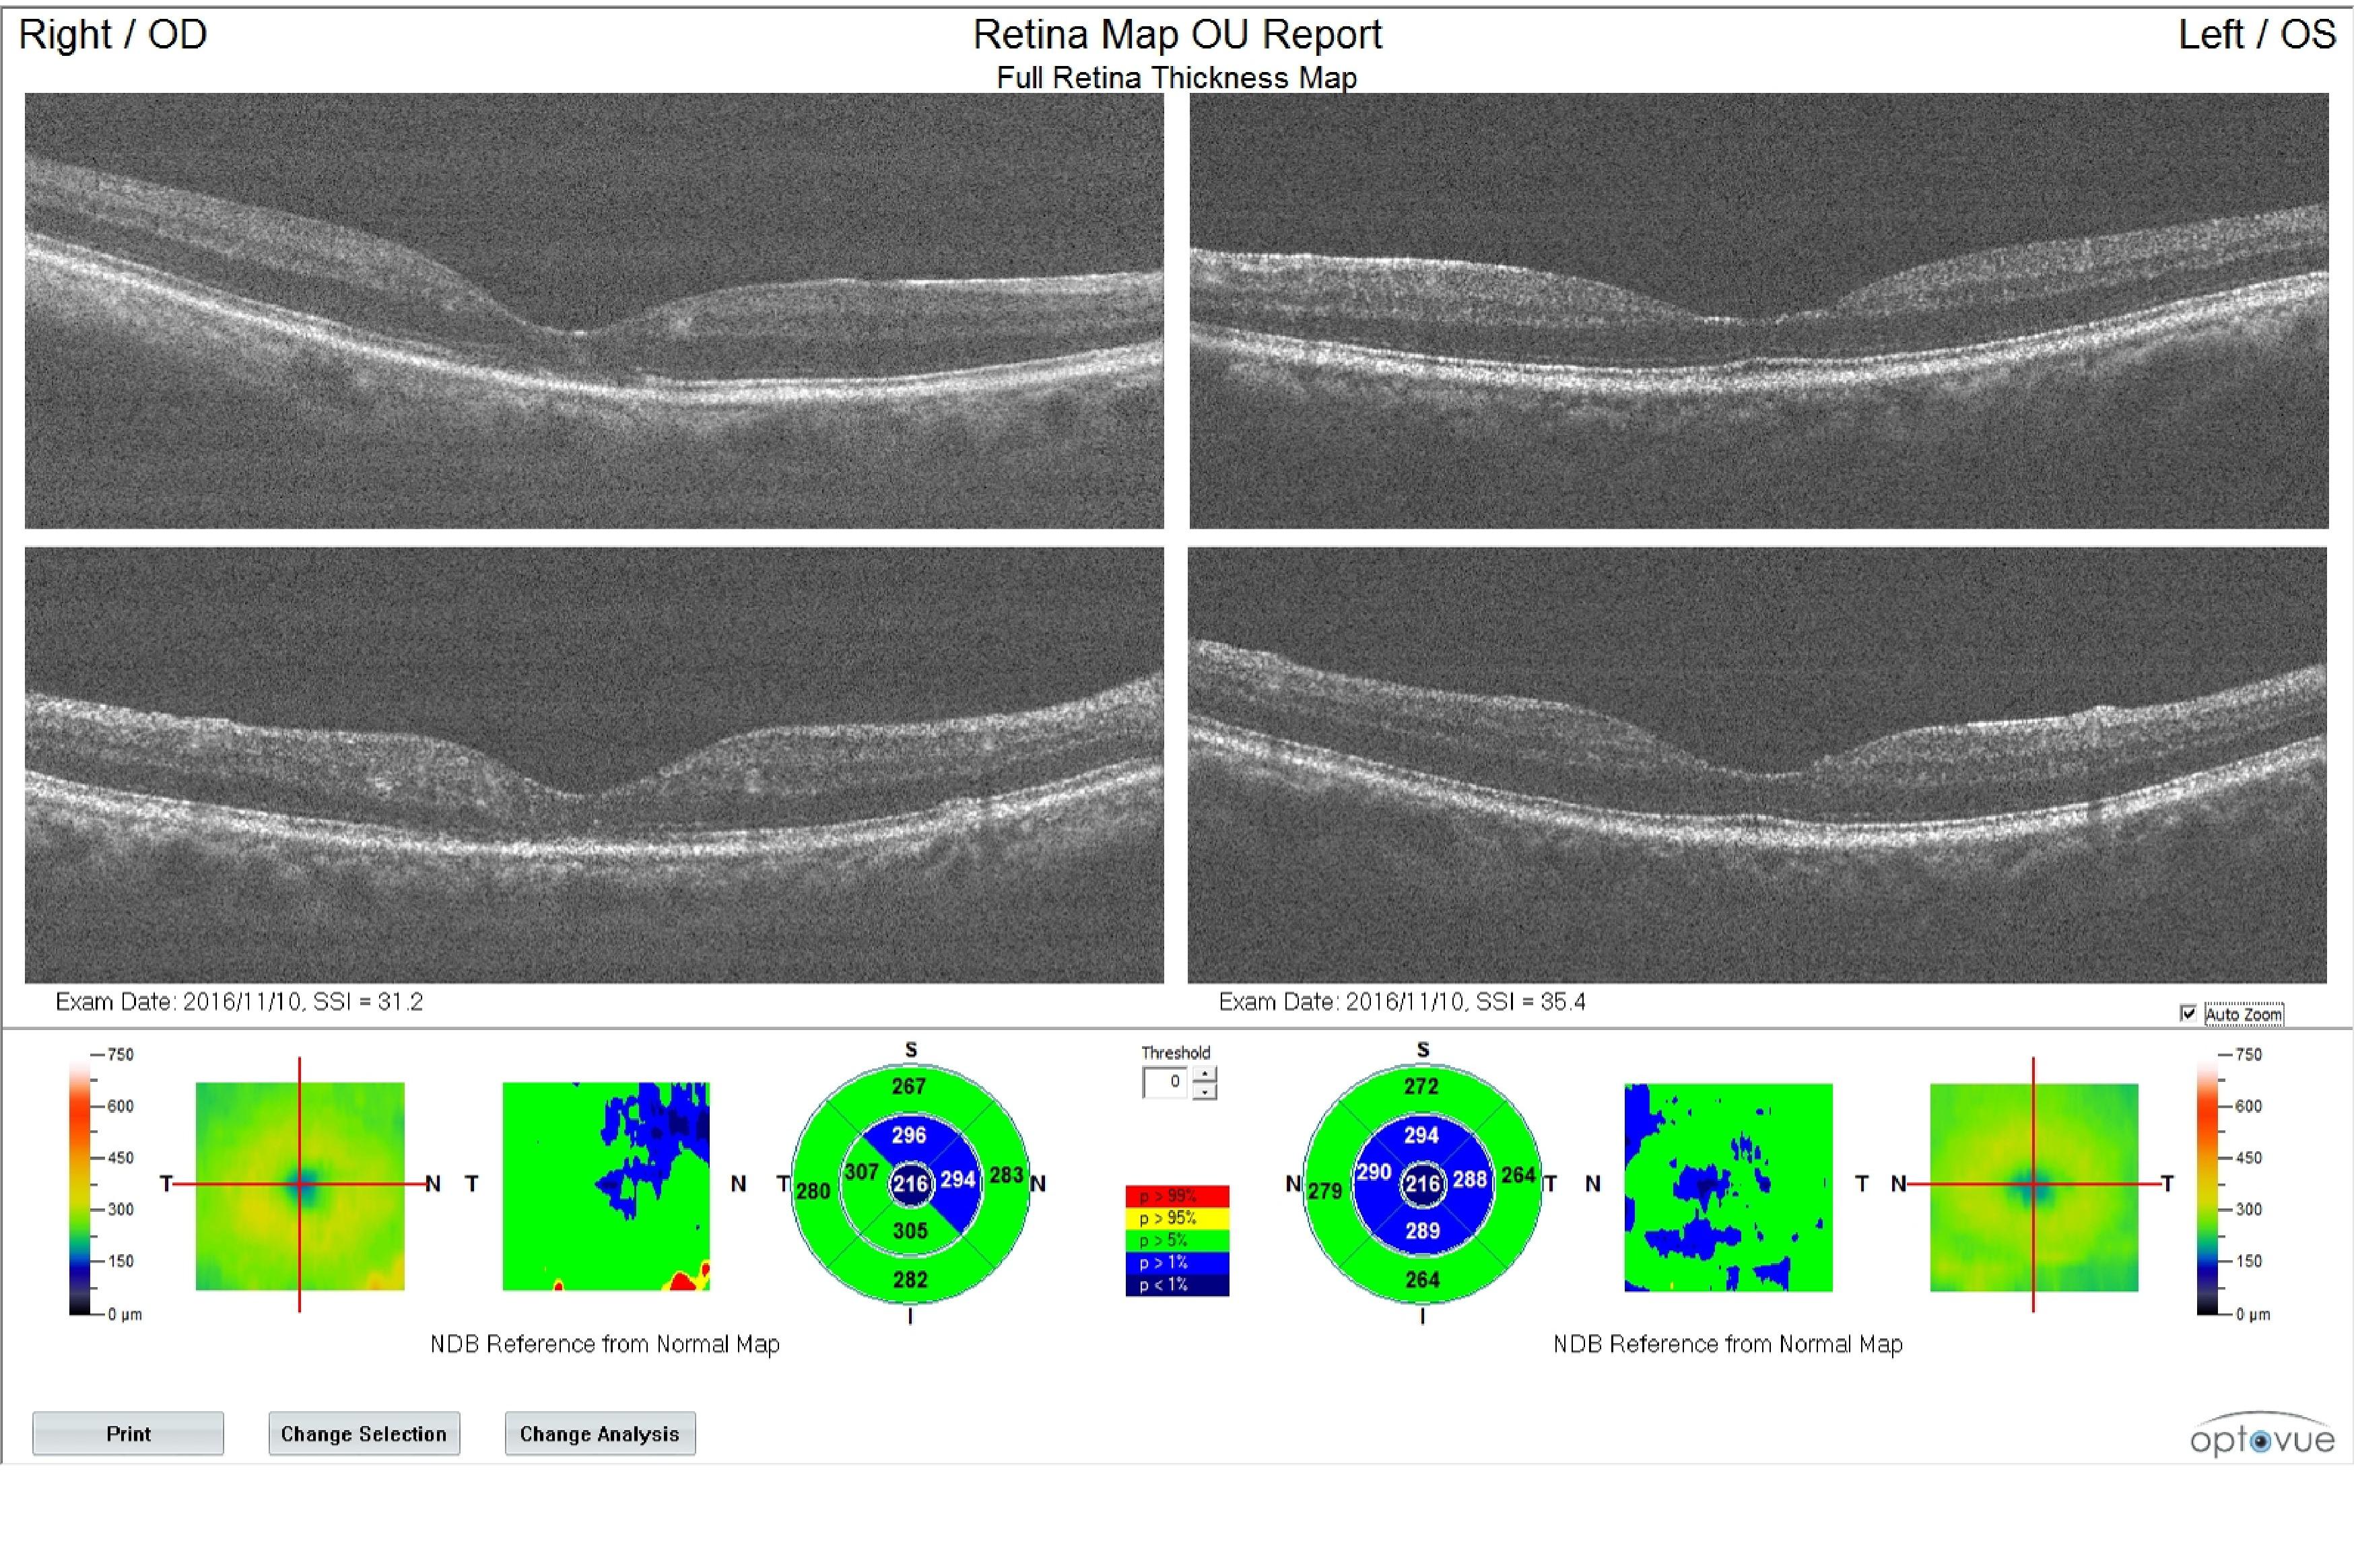 Right / OD
Retina Map OU Report
Left / OS
Full Retina Thickness Map
Exam Date: 2016/11/10, SSI = 31.2
Exam Date: 2016/11/10, SSI = 35.4
Auto Zoom
750
600
450
300
150
0 µm
T
N
T
N
S
267
296
T
280
307
216
294
283
N
305
282
I
NDB Reference from Normal Map
Threshold
0
p > 99%
p > 95%
p > 5%
p > 1%
p < 1%
S
272
294
N
279
290
216
288
264
T
289
264
I
N
T
N
T
750
600
450
300
150
0 µm
NDB Reference from Normal Map
Print
Change Selection
Change Analysis
optovue